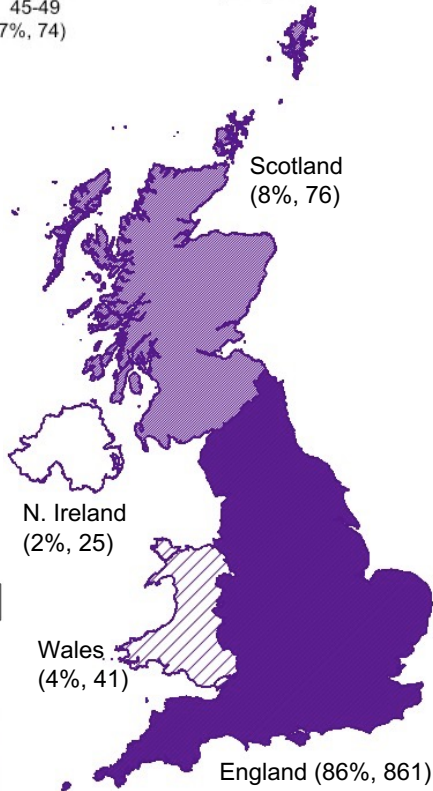 45-49
7%, 74)
Scotland
(8%, 76)
N. Ireland
(2%, 25)
Wales
(4%, 41)
England (86%, 861)